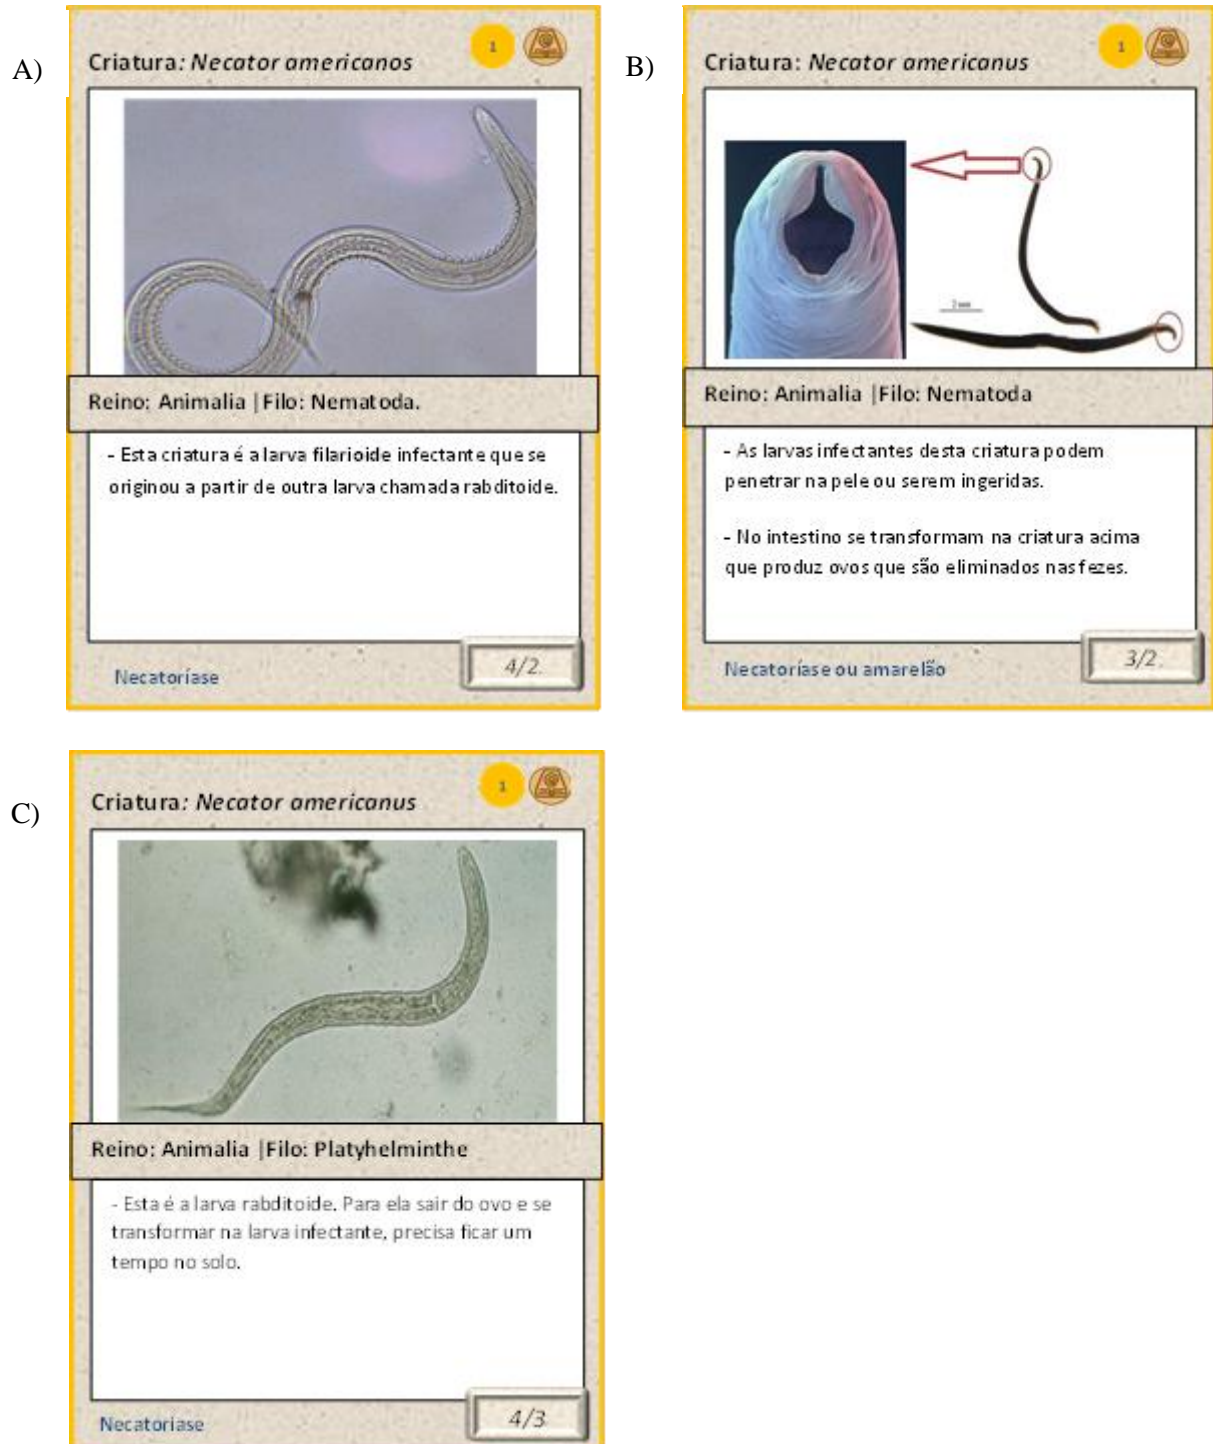 A)
1
Criatura: Necator americanos
Reino: Animalia |Filo: Nematoda.
- Esta criatura é a larva filarioide infectante que se
originou a partir de outra larva chamada rabditoide.
4/2.
Necatoríase
B)
1
Criatura: Necator americanus
2 mm
Reino: Animalia |Filo: Nematoda
- As larvas infectantes desta criatura podem
penetrar na pele ou serem ingeridas.
- No intestino se transformam na criatura acima
que produz ovos que são eliminados nas fezes.
3/2.
Necatoríase ou amarelão
C)
1
Criatura: Necator americanus
Reino: Animalia |Filo: Platyhelminthe
- Esta é a larva rabditoide. Para ela sair do ovo e se
transformar na larva infectante, precisa ficar um
tempo no solo.
4/3.
Necatoriase